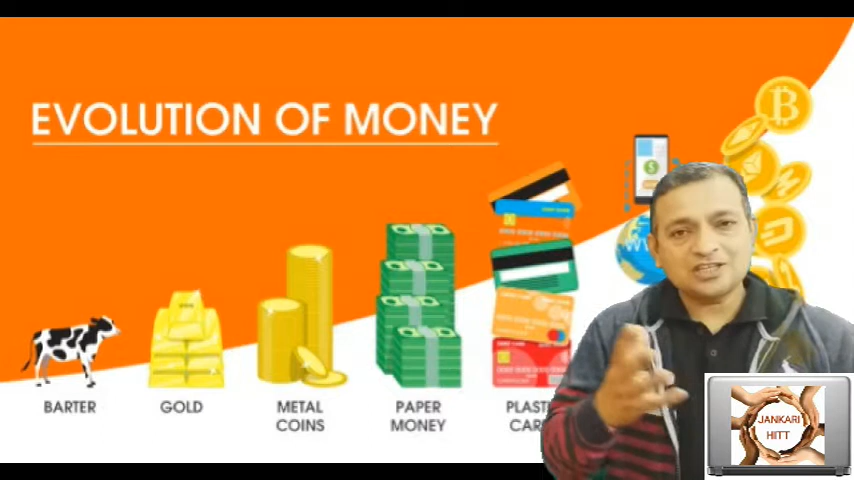 EVOLUTION OF MONEY
BARTER
GOLD
METAL
COINS
PAPER
MONEY
JANKARI
HITT